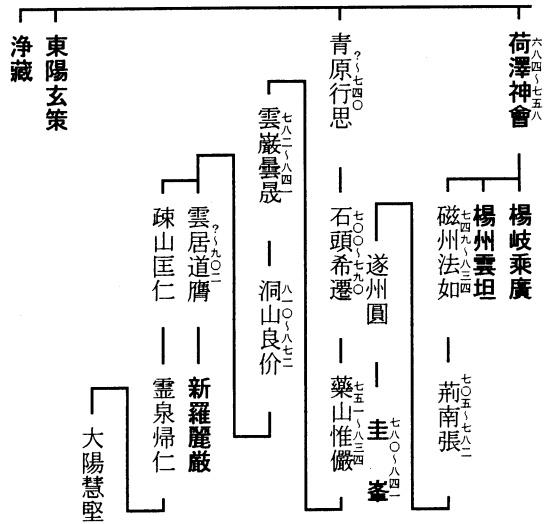 荷澤神會
六八四~七五八
楊岐乘廣
楊州雲坦
磁州法如
七四九~八三四
荊南張
七〇五~七八二
遂州圓
圭峯
七八〇~八四一
青原行思
?~七四〇
石頭希遷
七〇〇~七九〇
藥山惟儼
七五一~八三四
雲巌曇晟
七八二~八四一
洞山良价
八一〇~八七二
雲居道膺
?~九〇二
新羅麗厳
疎山匡仁
霊泉帰仁
大陽慧堅
東陽玄策
浄藏